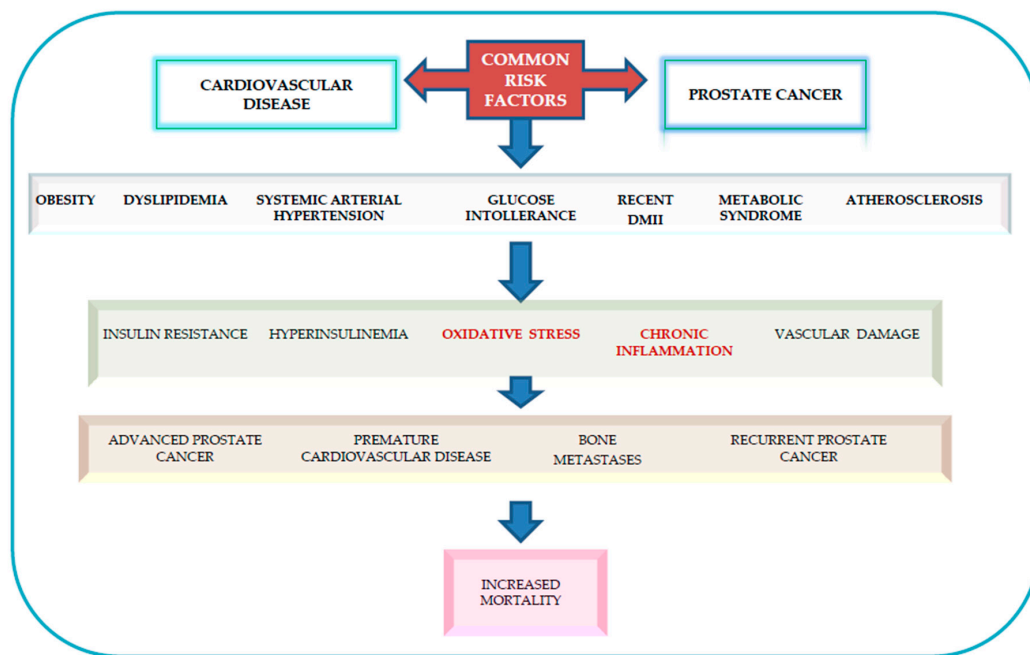 CARDIOVASCULAR
DISEASE
COMMON
RISK
FACTORS
PROSTATE CANCER
OBESITY
DYSLIPIDEMIA
SYSTEMIC ARTERIAL
HYPERTENSION
GLUCOSE
INTOLLERANCE
RECENT
DMII
METABOLIC
SYNDROME
ATHEROSCLEROSIS
INSULIN RESISTANCE
HYPERINSULINEMIA
OXIDATIVE STRESS
CHRONIC
INFLAMMATION
VASCULAR DAMAGE
ADVANCED PROSTATE
CANCER
PREMATURE
CARDIOVASCULAR DISEASE
BONE
METASTASES
RECURRENT PROSTATE
CANCER
INCREASED
MORTALITY